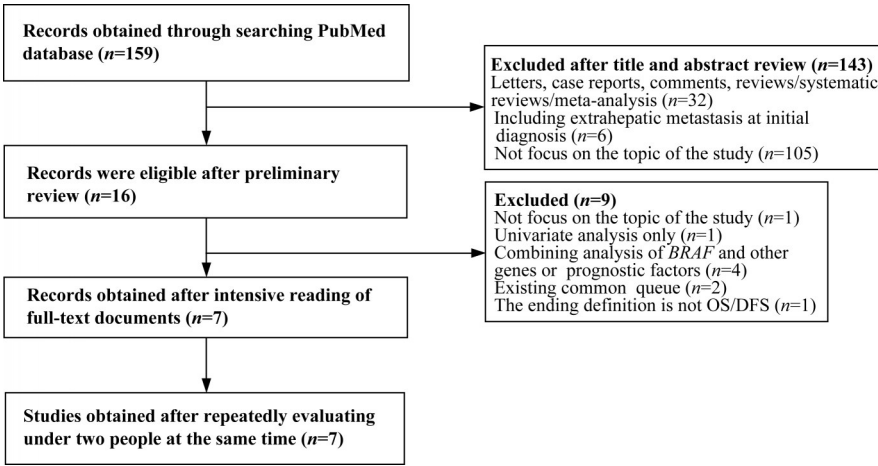 Records obtained through searching PubMed
database (n=159)
Excluded after title and abstract review (n=143)
Letters, case reports, comments, reviews/systematic
reviews/meta-analysis (n=32)
Including extrahepatic metastasis at initial
diagnosis (n=6)
Not focus on the topic of the study (n=105)
Records were eligible after preliminary
review (n=16)
Excluded (n=9)
Not focus on the topic of the study (n=1)
Univariate analysis only (n=1)
Combining analysis of BRAF and other
genes or prognostic factors (n=4)
Existing common queue (n=2)
The ending definition is not OS/DFS (n=1)
Records obtained after intensive reading of
full-text documents (n=7)
Studies obtained after repeatedly evaluating
under two people at the same time (n=7)